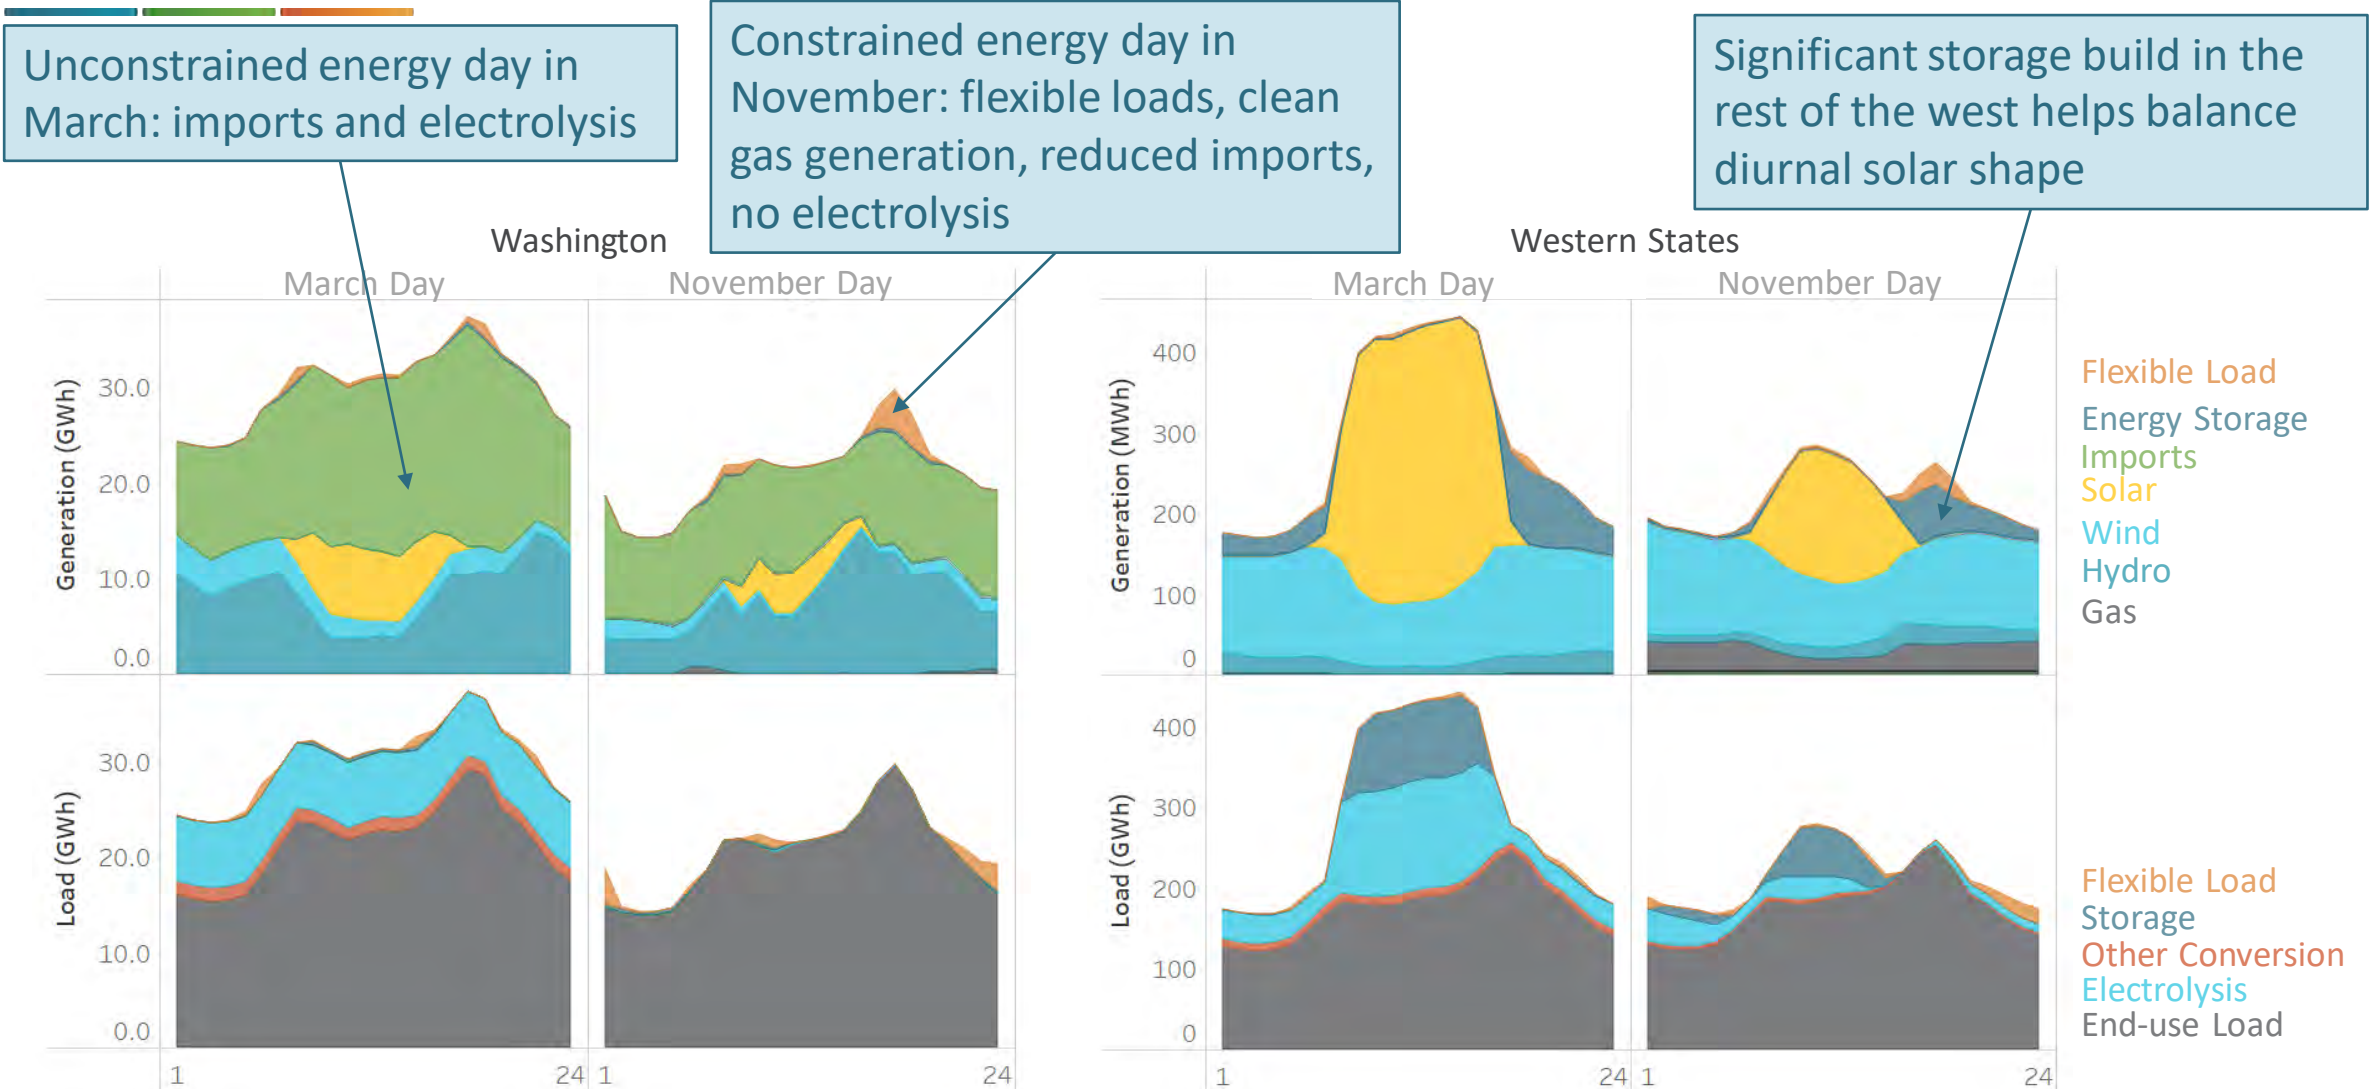 Unconstrained energy day in
March: imports and electrolysis
Constrained energy day in
November: flexible loads, clean
gas generation, reduced imports,
no electrolysis
Significant storage build in the
rest of the west helps balance
diurnal solar shape
Washington
Western States
March Day
November Day
March Day
November Day
Generation (GWh)
30.0
20.0
10.0
0.0
Load (GWh)
30.0
20.0
10.0
0.0
1
24
1
24
Generation (MWh)
400
300
200
100
0
Load (GWh)
400
300
200
100
0
1
24
1
24
Flexible Load
Energy Storage
Imports
Solar
Wind
Hydro
Gas
Flexible Load
Storage
Other Conversion
Electrolysis
End-use Load